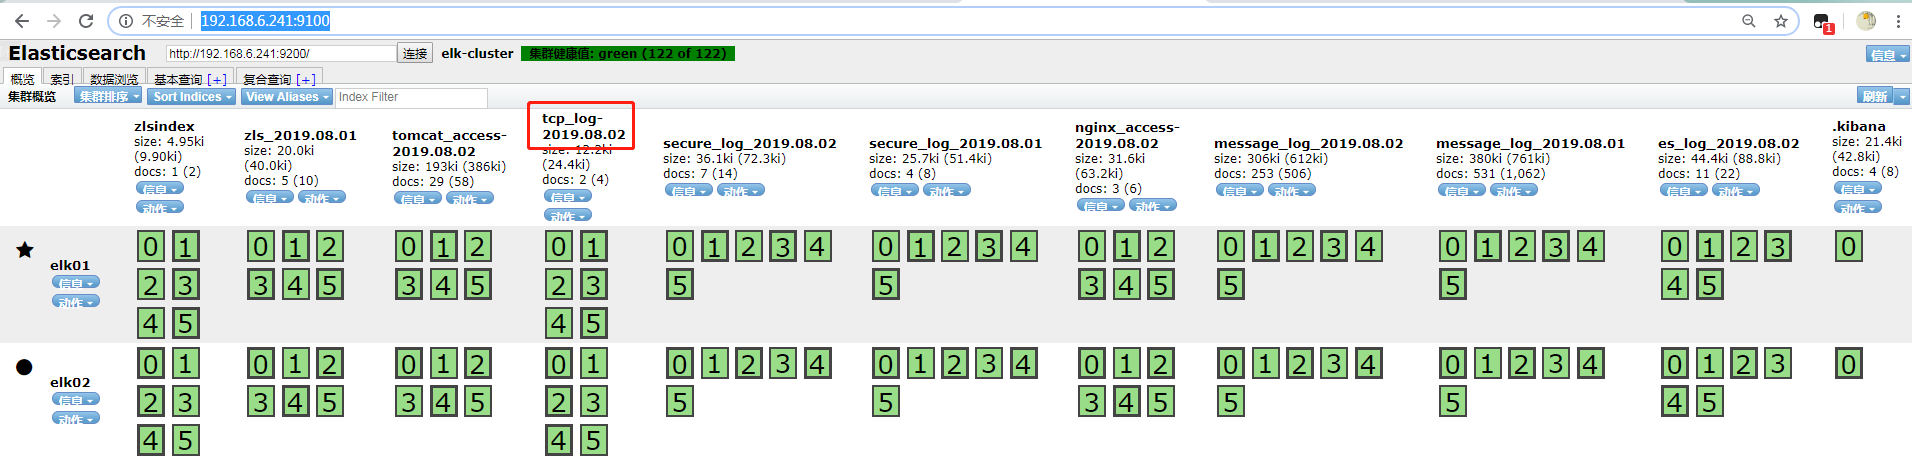 不安全 192.168.6.241:9100
1
Elasticsearch http://192.168.6.241:9200/ 连接 elk-cluster 集群健康值: green (122 of 122) 信息
概览 索引 数据浏览 基本查询 [+] 复合查询 [+]
集群概览 集群排序 Sort Indices View Aliases Index Filter 刷新
zlsindex
size: 4.95ki
(9.90ki)
docs: 1 (2)
信息
动作
zls_2019.08.01
size: 20.0ki
(40.0ki)
docs: 5 (10)
信息 动作
tomcat_access-
2019.08.02
size: 193ki (386ki)
docs: 29 (58)
信息 动作
tcp_log-
2019.08.02
size: 12.2ki
(24.4ki)
docs: 2 (4)
信息
动作
secure_log_2019.08.02
size: 36.1ki (72.3ki)
docs: 7 (14)
信息 动作
secure_log_2019.08.01
size: 25.7ki (51.4ki)
docs: 4 (8)
信息 动作
nginx_access-
2019.08.02
size: 31.6ki
(63.2ki)
docs: 3 (6)
信息 动作
message_log_2019.08.02
size: 306ki (612ki)
docs: 253 (506)
信息 动作
message_log_2019.08.01
size: 380ki (761ki)
docs: 531 (1,062)
信息 动作
es_log_2019.08.02
size: 44.4ki (88.8ki)
docs: 11 (22)
信息 动作
.kibana
size: 21.4ki
(42.8ki)
docs: 4 (8)
信息
动作
elk01
信息
动作
0 1 0 1 2 0 1 2 0 1 0 1 2 3 4 0 1 2 3 4 0 1 2 0 1 2 3 4 0 1 2 3 4 0 1 2 3 0
2 3 3 4 5 3 4 5 2 3 5 5 3 4 5 5 5 4 5
4 5 4 5
elk02
信息
动作
0 1 0 1 2 0 1 2 0 1 0 1 2 3 4 0 1 2 3 4 0 1 2 0 1 2 3 4 0 1 2 3 4 0 1 2 3 0
2 3 3 4 5 3 4 5 2 3 5 5 3 4 5 5 5 4 5
4 5 4 5